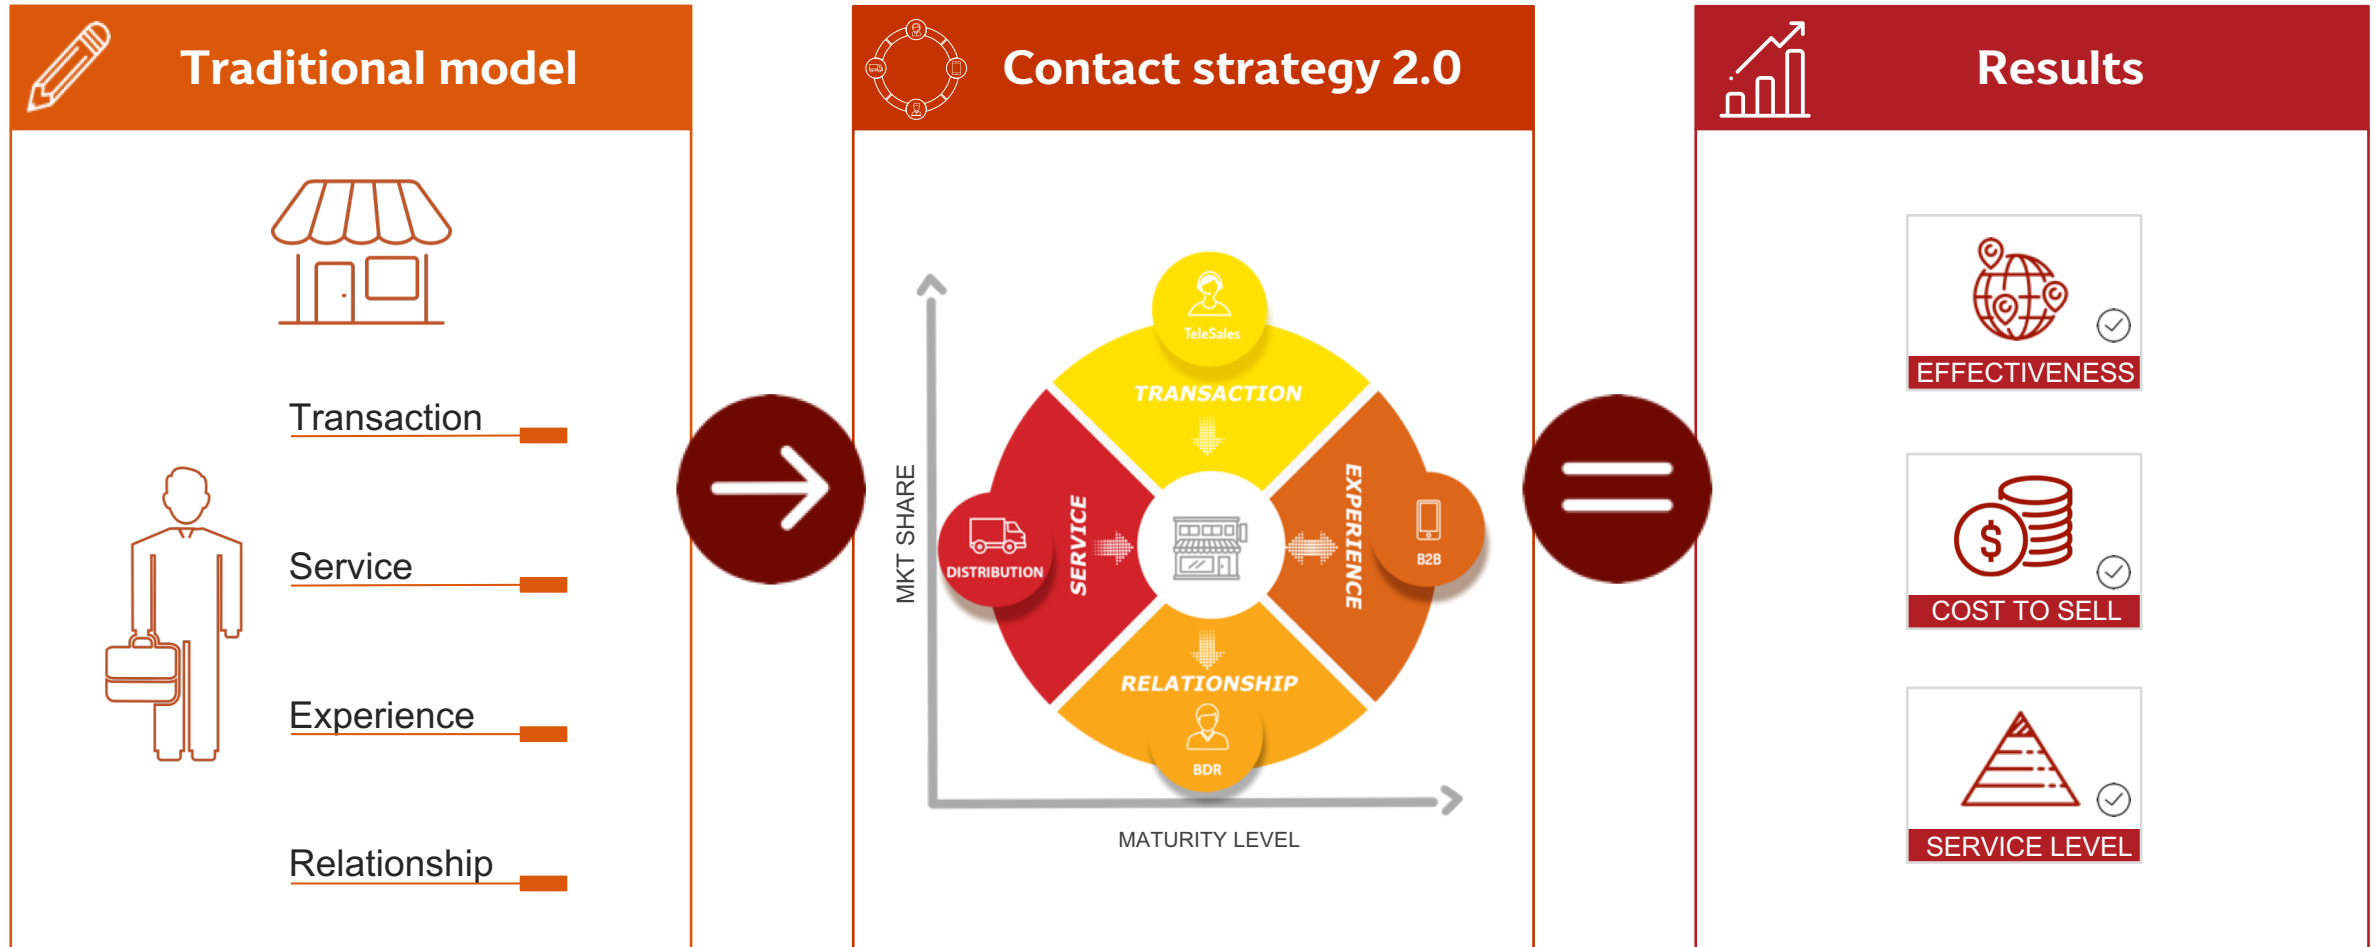 Traditional model
Transaction
Service
Experience
Relationship
Contact strategy 2.0
MKT SHARE
TeleSales
TRANSACTION
SERVICE
DISTRIBUTION
EXPERIENCE
B2B
RELATIONSHIP
BDR
MATURITY LEVEL
Results
EFFECTIVENESS
$
COST TO SELL
SERVICE LEVEL